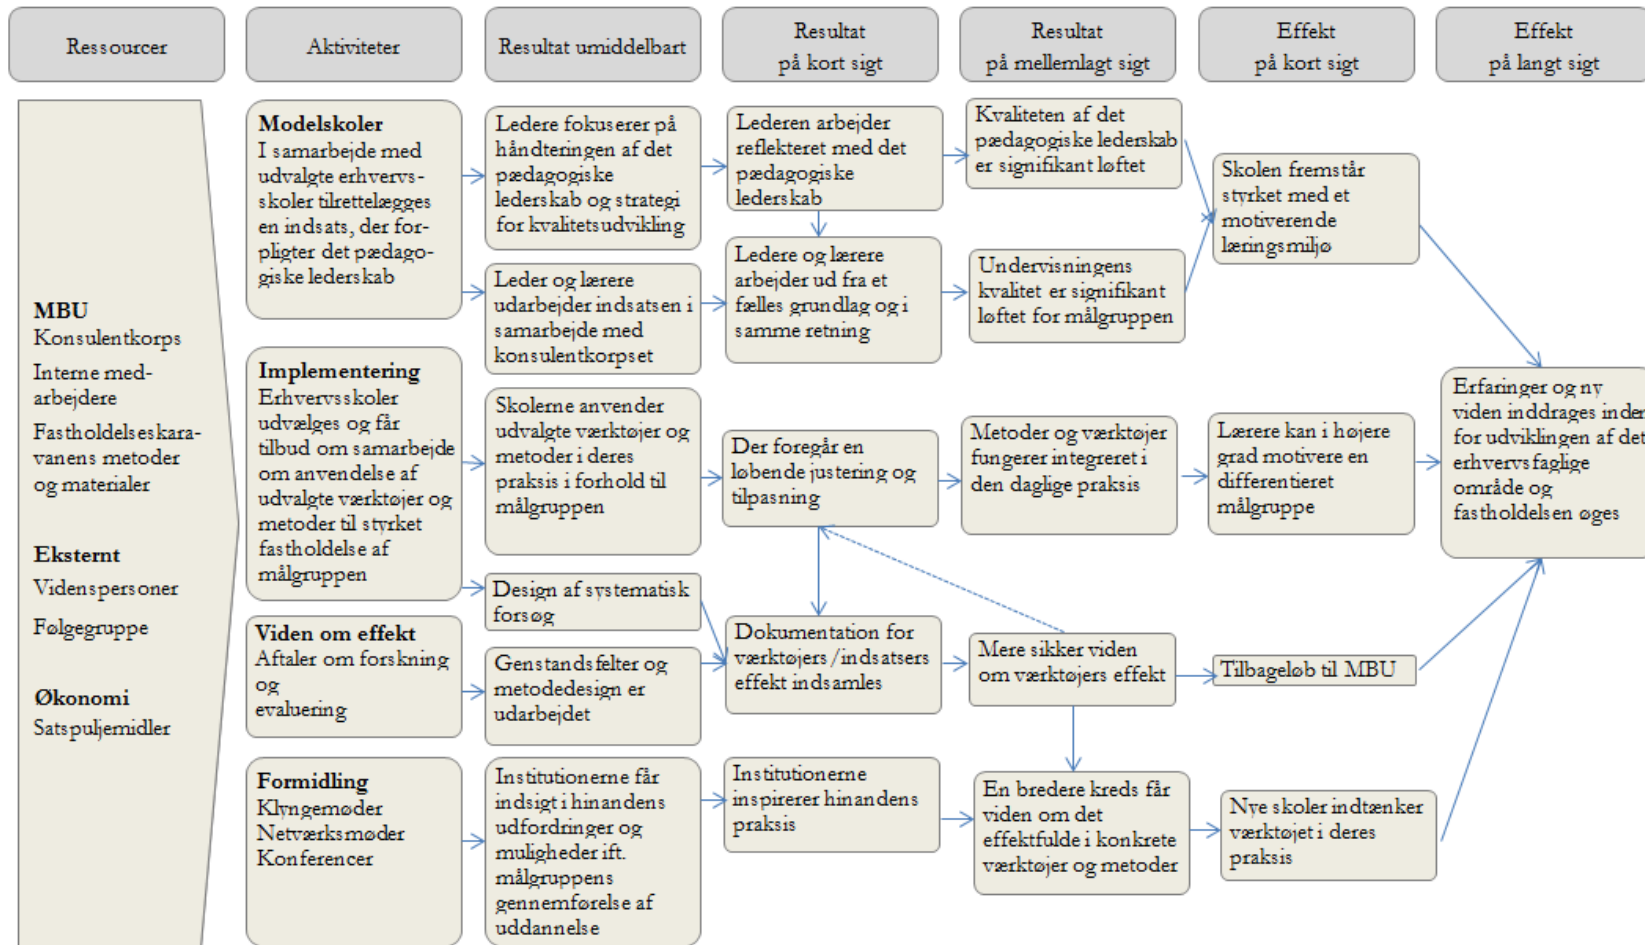 Ressourcer
Aktiviteter
Resultat umiddelbart
Resultat
på kort sigt
Resultat
på mellemlagt sigt
Effekt
på kort sigt
Effekt
på langt sigt
MBU
Konsulentkorps
Interne med-
arbejdere
Fastholdelseskara-
vanens metoder
og materialer
Eksternt
Videnspersoner
Følgegruppe
Økonomi
Satspuljemidler
Modelskoler
I samarbejde med
udvalgte erhvervs-
skoler tilrettelægges
en indsats, der for-
pligter det pædago-
giske lederskab
Implementering
Erhvervsskoler
udvælges og får
tilbud om samarbejde
om anvendelse af
udvalgte værktøjer og
metoder til styrket
fastholdelse af
målgruppen
Viden om effekt
Aftaler om forskning
og
evaluering
Formidling
Klyngemøder
Netværksmøder
Konferencer
Ledere fokuserer på
håndteringen af det
pædagogiske
lederskab og strategi
for kvalitetsudvikling
Leder og lærere
udarbejder indsatsen i
samarbejde med
konsulentkorpset
Skolerne anvender
udvalgte værktøjer og
metoder i deres
praksis i forhold til
målgruppen
Design af systematisk
forsøg
Genstandsfelter og
metodedesign er
udarbejdet
Institutionerne får
indsigt i hinandens
udfordringer og
muligheder ift.
målgruppens
gennemførelse af
uddannelse
Lederen arbejder
reflekteret med det
pædagogiske
lederskab
Ledere og lærere
arbejder ud fra et
fælles grundlag og i
samme retning
Der foregår en
løbende justering og
tilpasning
Dokumentation for
værktøjers/indsatsers
effekt indsamles
Institutionerne
inspirerer hinandens
praksis
Kvaliteten af det
pædagogiske lederskab
er signifikant løftet
Undervisningens
kvalitet er signifikant
løftet for målgruppen
Metoder og værktøjer
fungerer integreret i
den daglige praksis
Mere sikker viden
om værktøjers effekt
En bredere kreds får
viden om det
effektfulde i konkrete
værktøjer og metoder
Skolen fremstår
styrket med et
motiverende
læringsmiljø
Lærere kan i højere
grad motivere en
differentieret
målgruppe
Tilbageløb til MBU
Nye skoler indtænker
værktøjet i deres
praksis
Erfaringer og ny
viden inddrages inden
for udviklingen af det
erhvervsfaglige
område og
fastholdelsen øges